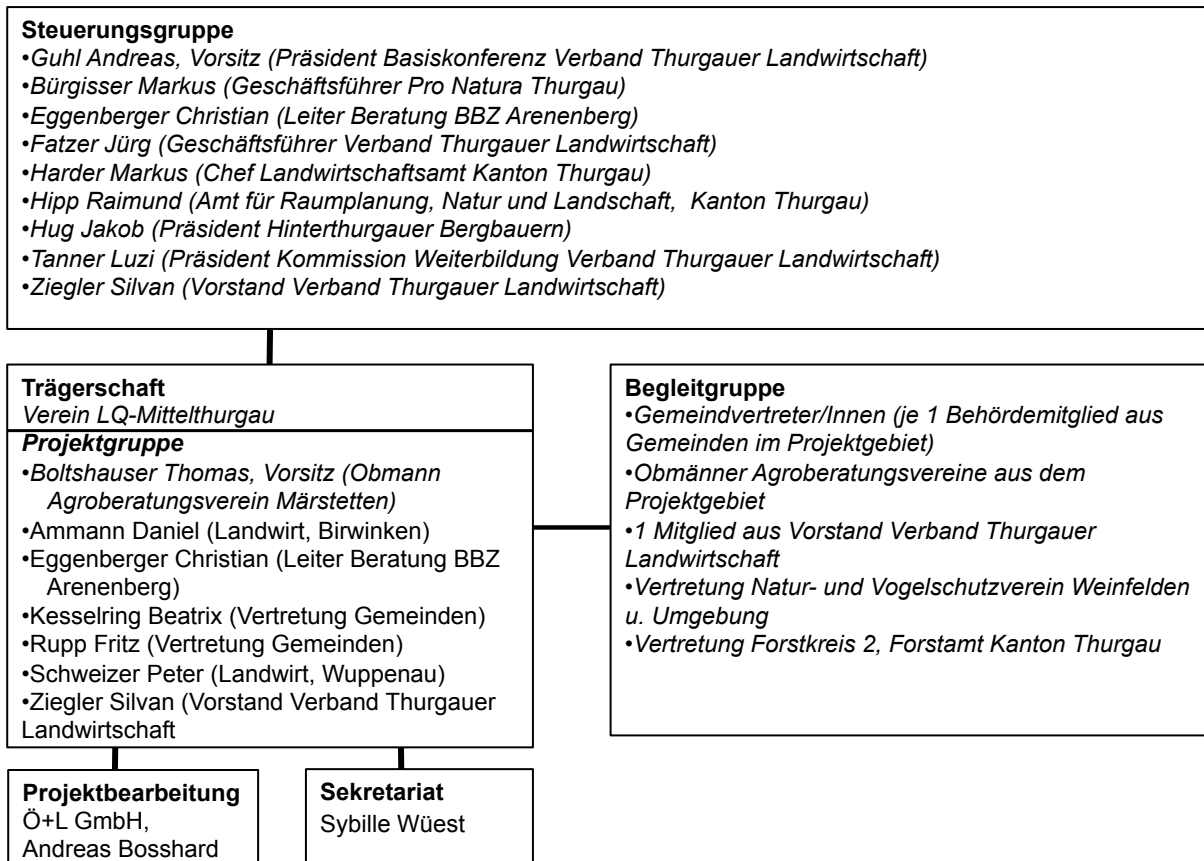 Steuerungsgruppe
•Guhl Andreas, Vorsitz (Präsident Basiskonferenz Verband Thurgauer Landwirtschaft)
•Bürgisser Markus (Geschäftsführer Pro Natura Thurgau)
•Eggenberger Christian (Leiter Beratung BBZ Arenenberg)
•Fatzer Jürg (Geschäftsführer Verband Thurgauer Landwirtschaft)
•Harder Markus (Chef Landwirtschaftsamt Kanton Thurgau)
•Hipp Raimund (Amt für Raumplanung, Natur und Landschaft, Kanton Thurgau)
•Hug Jakob (Präsident Hinterthurgauer Bergbauern)
•Tanner Luzi (Präsident Kommission Weiterbildung Verband Thurgauer Landwirtschaft)
•Ziegler Silvan (Vorstand Verband Thurgauer Landwirtschaft)
Trägerschaft
Verein LQ-Mittelthurgau
Projektgruppe
•Boltshauser Thomas, Vorsitz (Obmann
Agroberatungsverein Märstetten)
•Ammann Daniel (Landwirt, Birwinken)
•Eggenberger Christian (Leiter Beratung BBZ
Arenenberg)
•Kesselring Beatrix (Vertretung Gemeinden)
•Rupp Fritz (Vertretung Gemeinden)
•Schweizer Peter (Landwirt, Wuppenau)
•Ziegler Silvan (Vorstand Verband Thurgauer
Landwirtschaft
Begleitgruppe
•Gemeindvertreter/Innen (je 1 Behördemitglied aus
Gemeinden im Projektgebiet)
•Obmänner Agroberatungsvereine aus dem
Projektgebiet
•1 Mitglied aus Vorstand Verband Thurgauer
Landwirtschaft
•Vertretung Natur- und Vogelschutzverein Weinfelden
u. Umgebung
•Vertretung Forstkreis 2, Forstamt Kanton Thurgau
Projektbearbeitung
Ö+L GmbH,
Andreas Bosshard
Sekretariat
Sybille Wüest